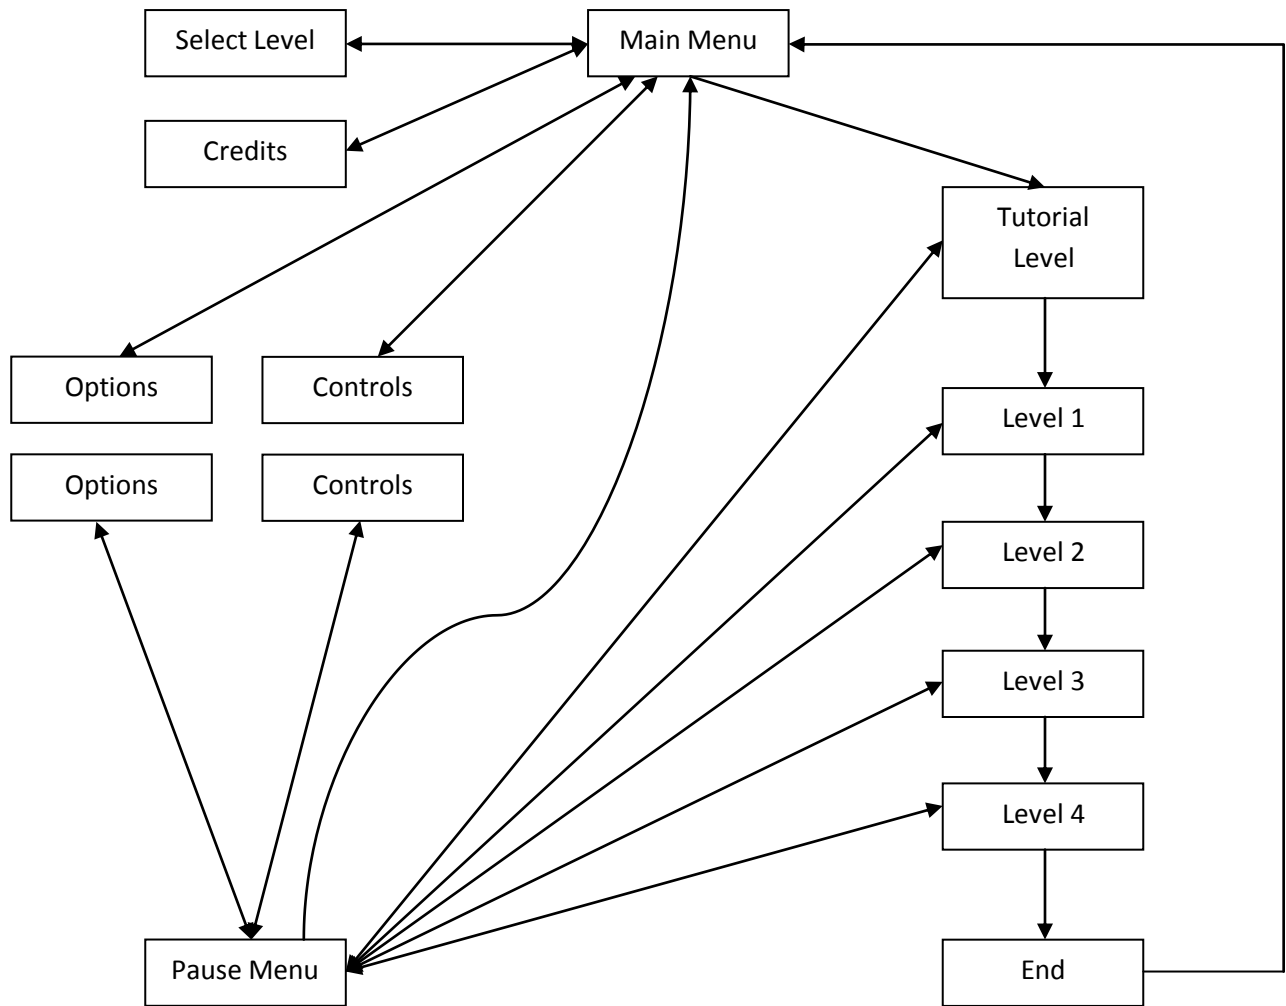 Select Level
Main Menu
Credits
Tutorial
Level
Options
Controls
Level 1
Options
Controls
Level 2
Level 3
Level 4
Pause Menu
End